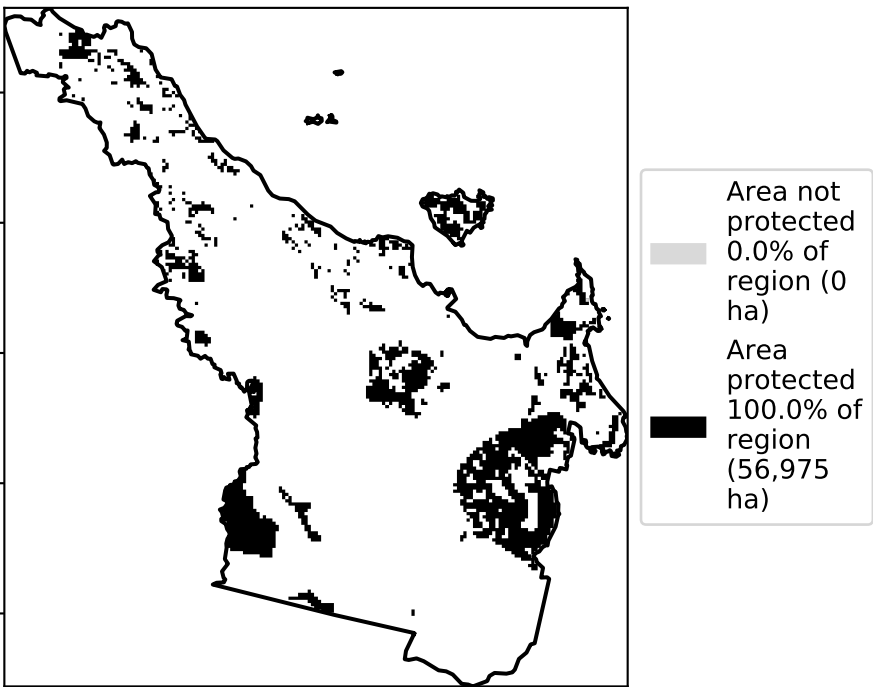 Area not
protected
0.0% of
region (0
ha)
Area
protected
100.0% of
region
(56,975
ha)